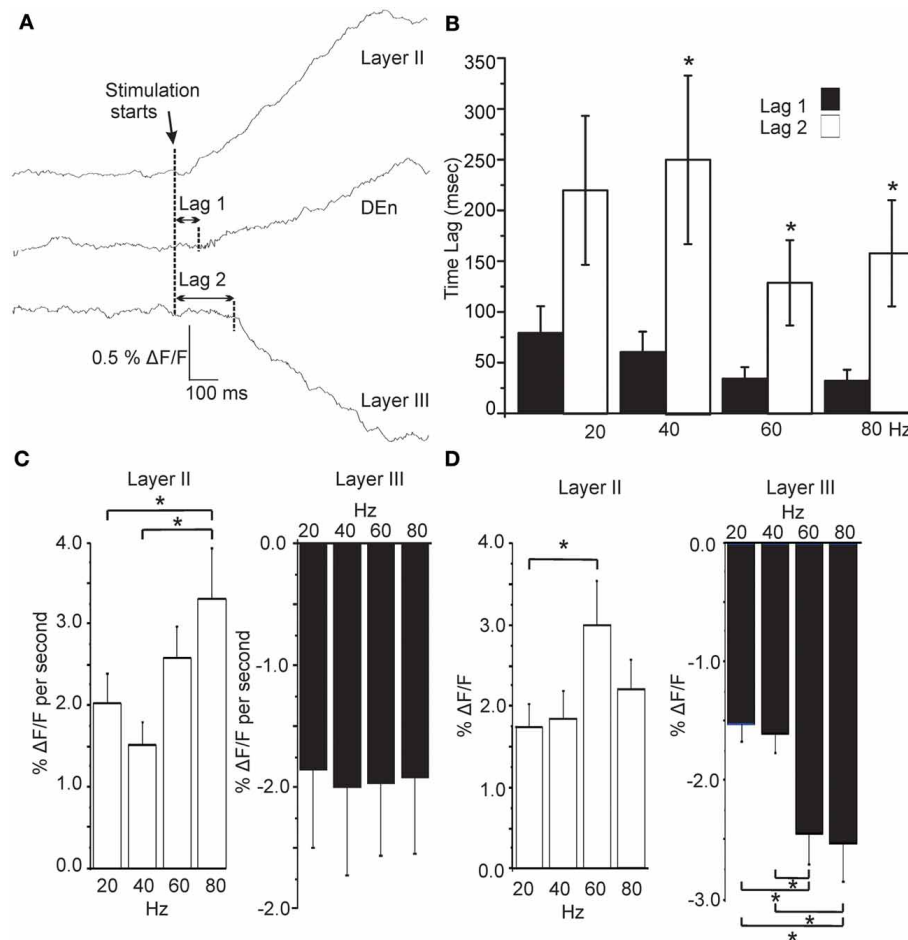 A
Layer II
Stimulation
starts
Lag 1
DEn
Lag 2
0.5 % ΔF/F
100 ms
Layer III
B
Time Lag (msec)
350
300
250
200
150
100
50
0
*
*
*
Lag 1
Lag 2
20
40
60
80 Hz
C
Layer II
*
*
% ΔF/F per second
4.0
3.0
2.0
1.0
0.0
20 40 60 80
Hz
Layer III
Hz
20 40 60 80
% ΔF/F per second
0.0
-1.0
-2.0
-2.0
D
Layer II
*
% ΔF/F
4.0
3.0
2.0
1.0
0.0
20 40 60 80
Hz
Layer III
Hz
20 40 60 80
% ΔF/F
0.0
-1.0
-2.0
-3.0
*
*
*
*